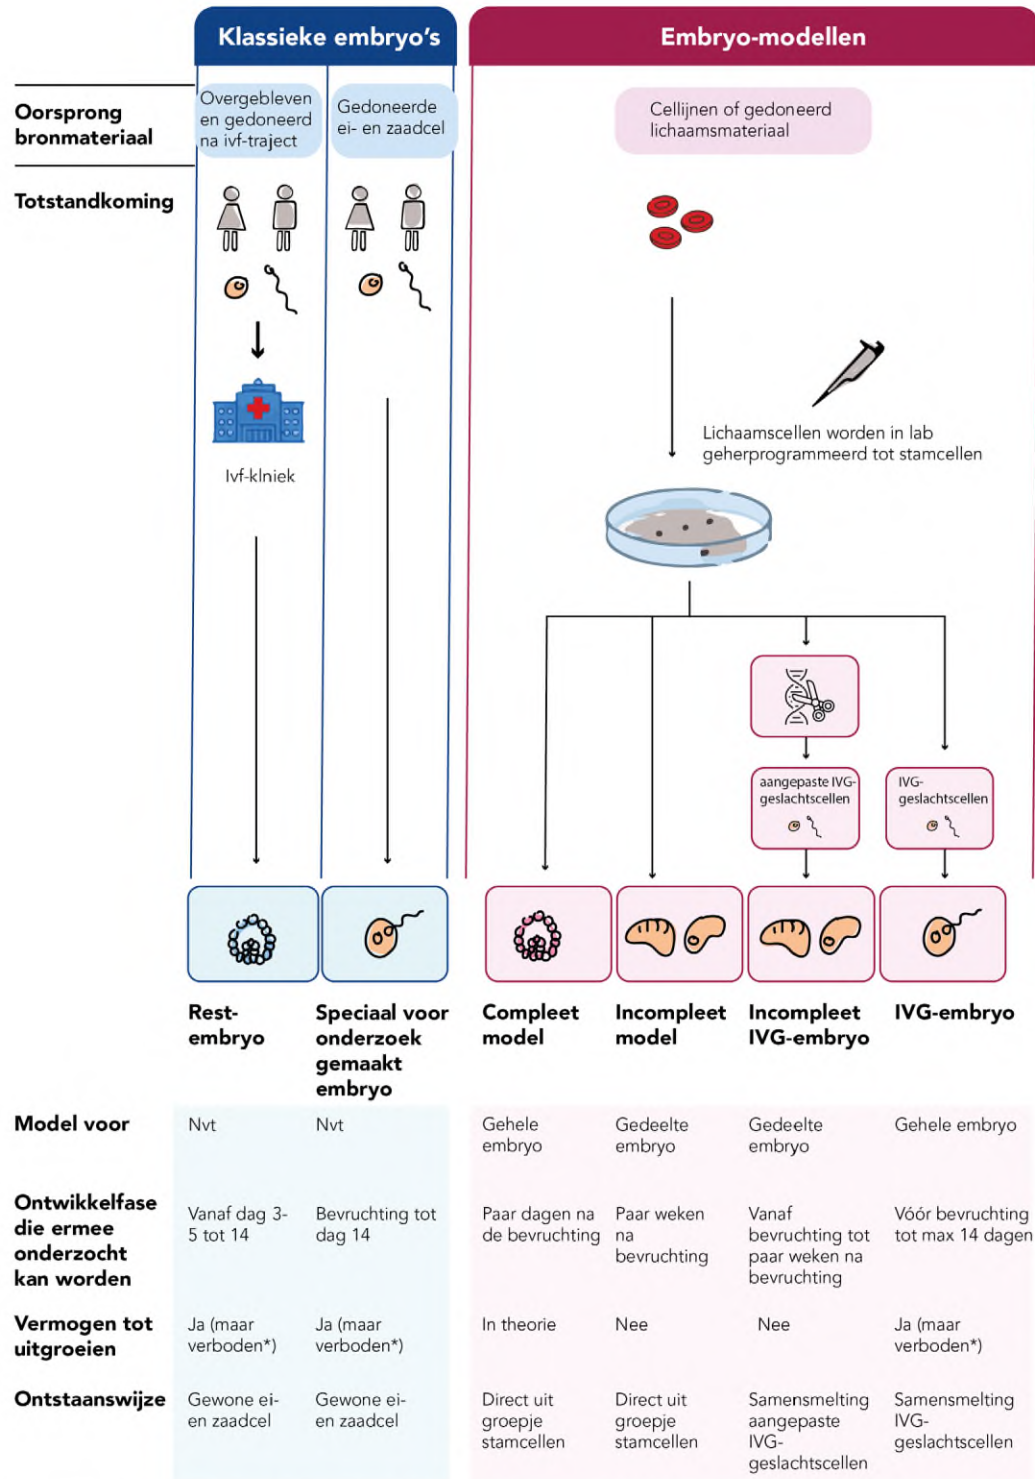 Klassieke embryo's
Embryo-modellen
Oorsprong
bronmateriaal
Overgebleven
en gedoneerd
na ivf-traject
Gedoneerde
ei- en zaadcel
Cellijnen of gedoneerd
lichaamsmateriaal
Totstandkoming
Ivf-klniek
Lichaamscellen worden in lab
geherprogrammeerd tot stamcellen
aangepaste IVG-
geslachtscellen
IVG-
geslachtscellen
Rest-
embryo
Speciaal voor
onderzoek
gemaakt
embryo
Compleet
model
Incompleet
model
Incompleet
IVG-embryo
IVG-embryo
Model voor
Nvt
Nvt
Gehele
embryo
Gedeelte
embryo
Gedeelte
embryo
Gehele embryo
Ontwikkelfase
die ermee
onderzocht
kan worden
Vanaf dag 3-
5 tot 14
Bevruchting tot
dag 14
Paar dagen na
de bevruchting
Paar weken
na
bevruchting
Vanaf
bevruchting tot
paar weken na
bevruchting
Vóór bevruchting
tot max 14 dagen
Vermogen tot
uitgroeien
Ja (maar
verboden*)
Ja (maar
verboden*)
In theorie
Nee
Nee
Ja (maar
verboden*)
Ontstaanswijze
Gewone ei-
en zaadcel
Gewone ei-
en zaadcel
Direct uit
groepje
stamcellen
Direct uit
groepje
stamcellen
Samensmelting
aangepaste
IVG-
geslachtscellen
Samensmelting
IVG-
geslachtscellen